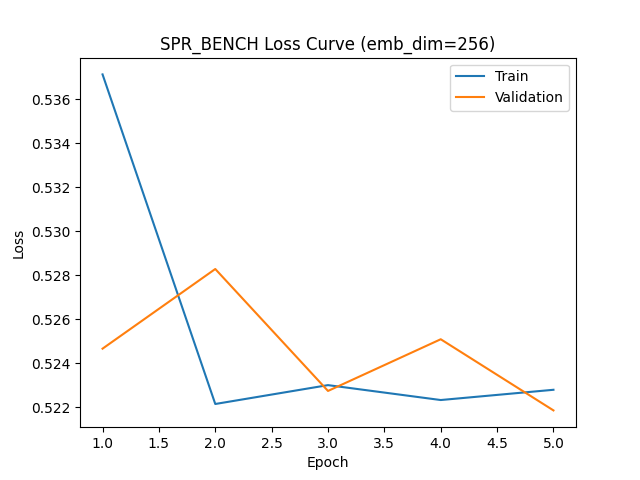 SPR_BENCH Loss Curve (emb_dim=256)
Train
Validation
0.536
0.534
0.532
0.530
0.528
0.526
0.524
0.522
Loss
1.0 1.5 2.0 2.5 3.0 3.5 4.0 4.5 5.0
Epoch